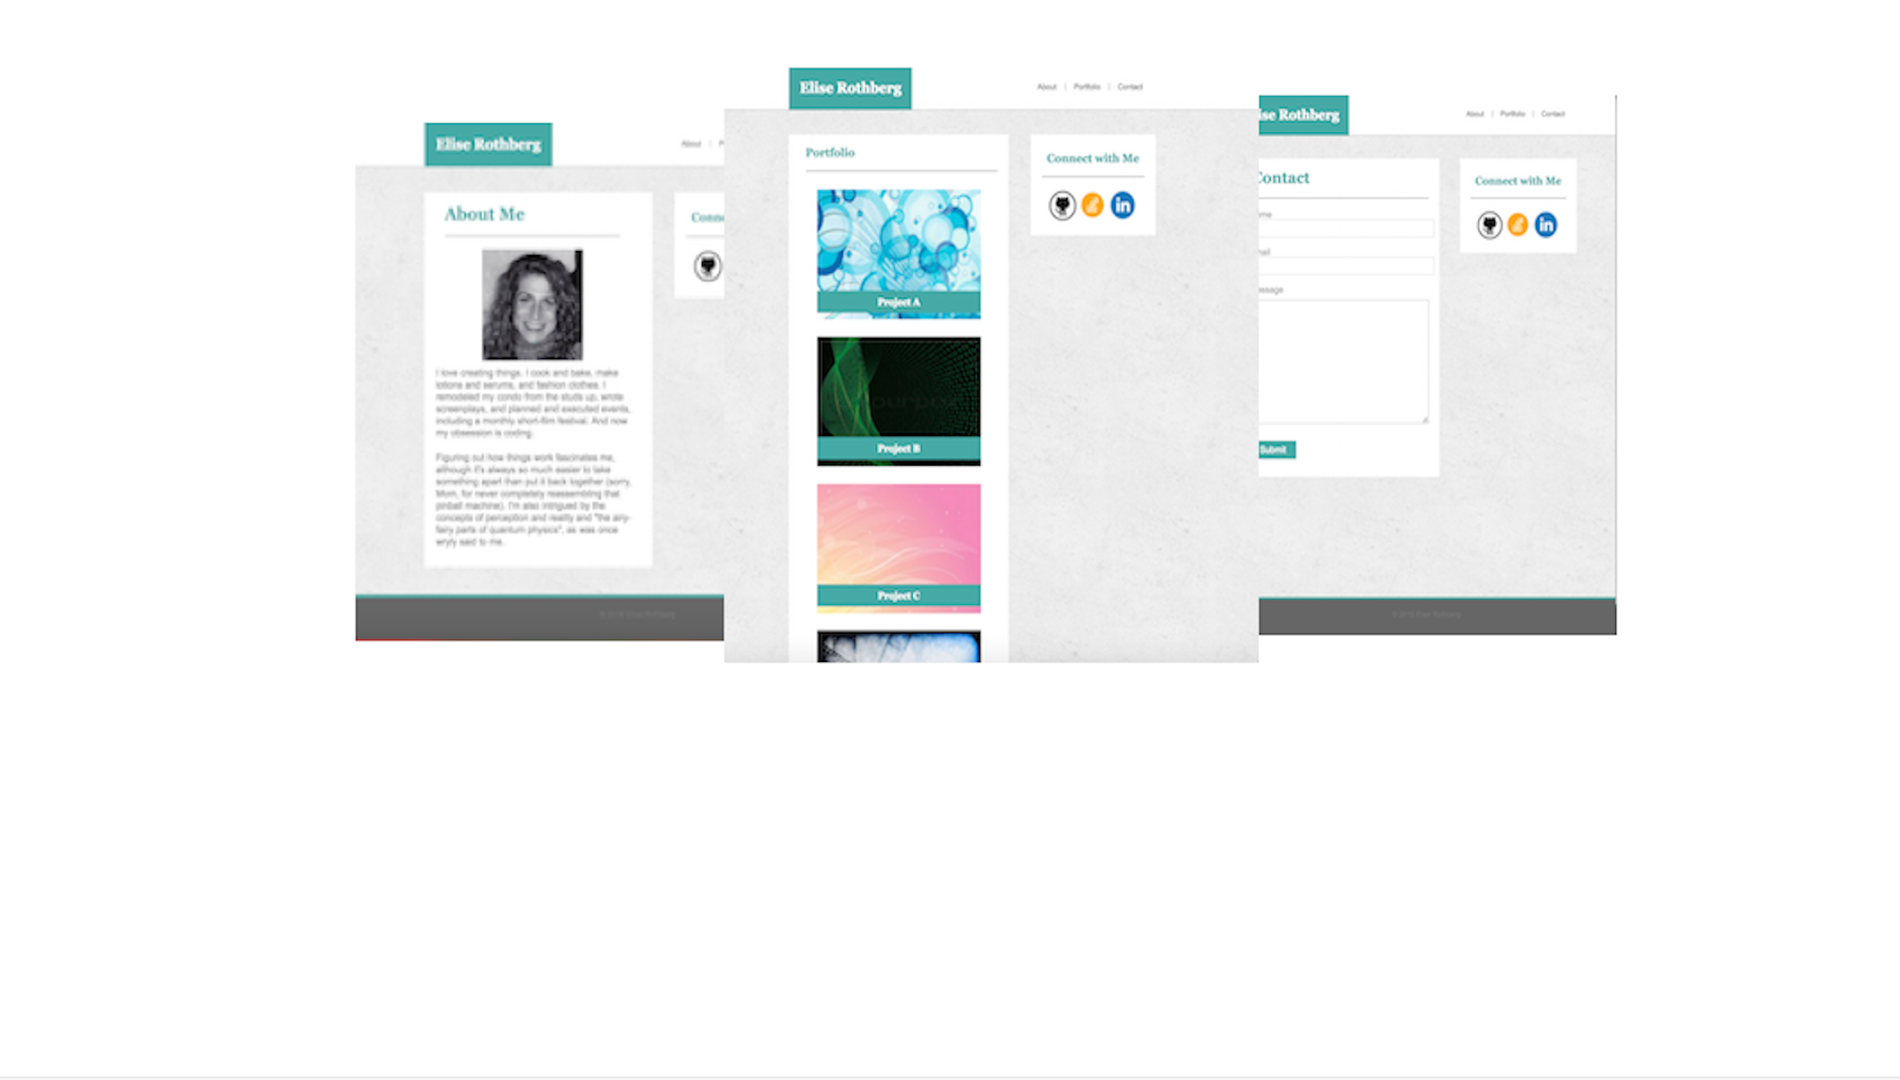 Elise Rothberg
About
About Me
Conne
I love creating things. I cook and bake, make
lotions and serums, and fashion clothes. I
remodeled my condo from the studs up, wrote
screenplays, and planned and executed events,
including a monthly short-film festival. And now
my obsession is coding.
Figuring out how things work fascinates me,
although it's always so much easier to take
something apart than put it back together (sorry,
Mom, for never completely reassembling that
pinball machine). I'm also intrigued by the
concepts of perception and reality and "the airy-
fairy parts of quantum physics", as was once
wryly said to me.
Elise Rothberg
About | Portfolio | Contact
Portfolio
Project A
Project B
Project C
Connect with Me
in
ise Rothberg
About | Portfolio | Contact
Contact
me
mail
essage
Submit
Connect with Me
in